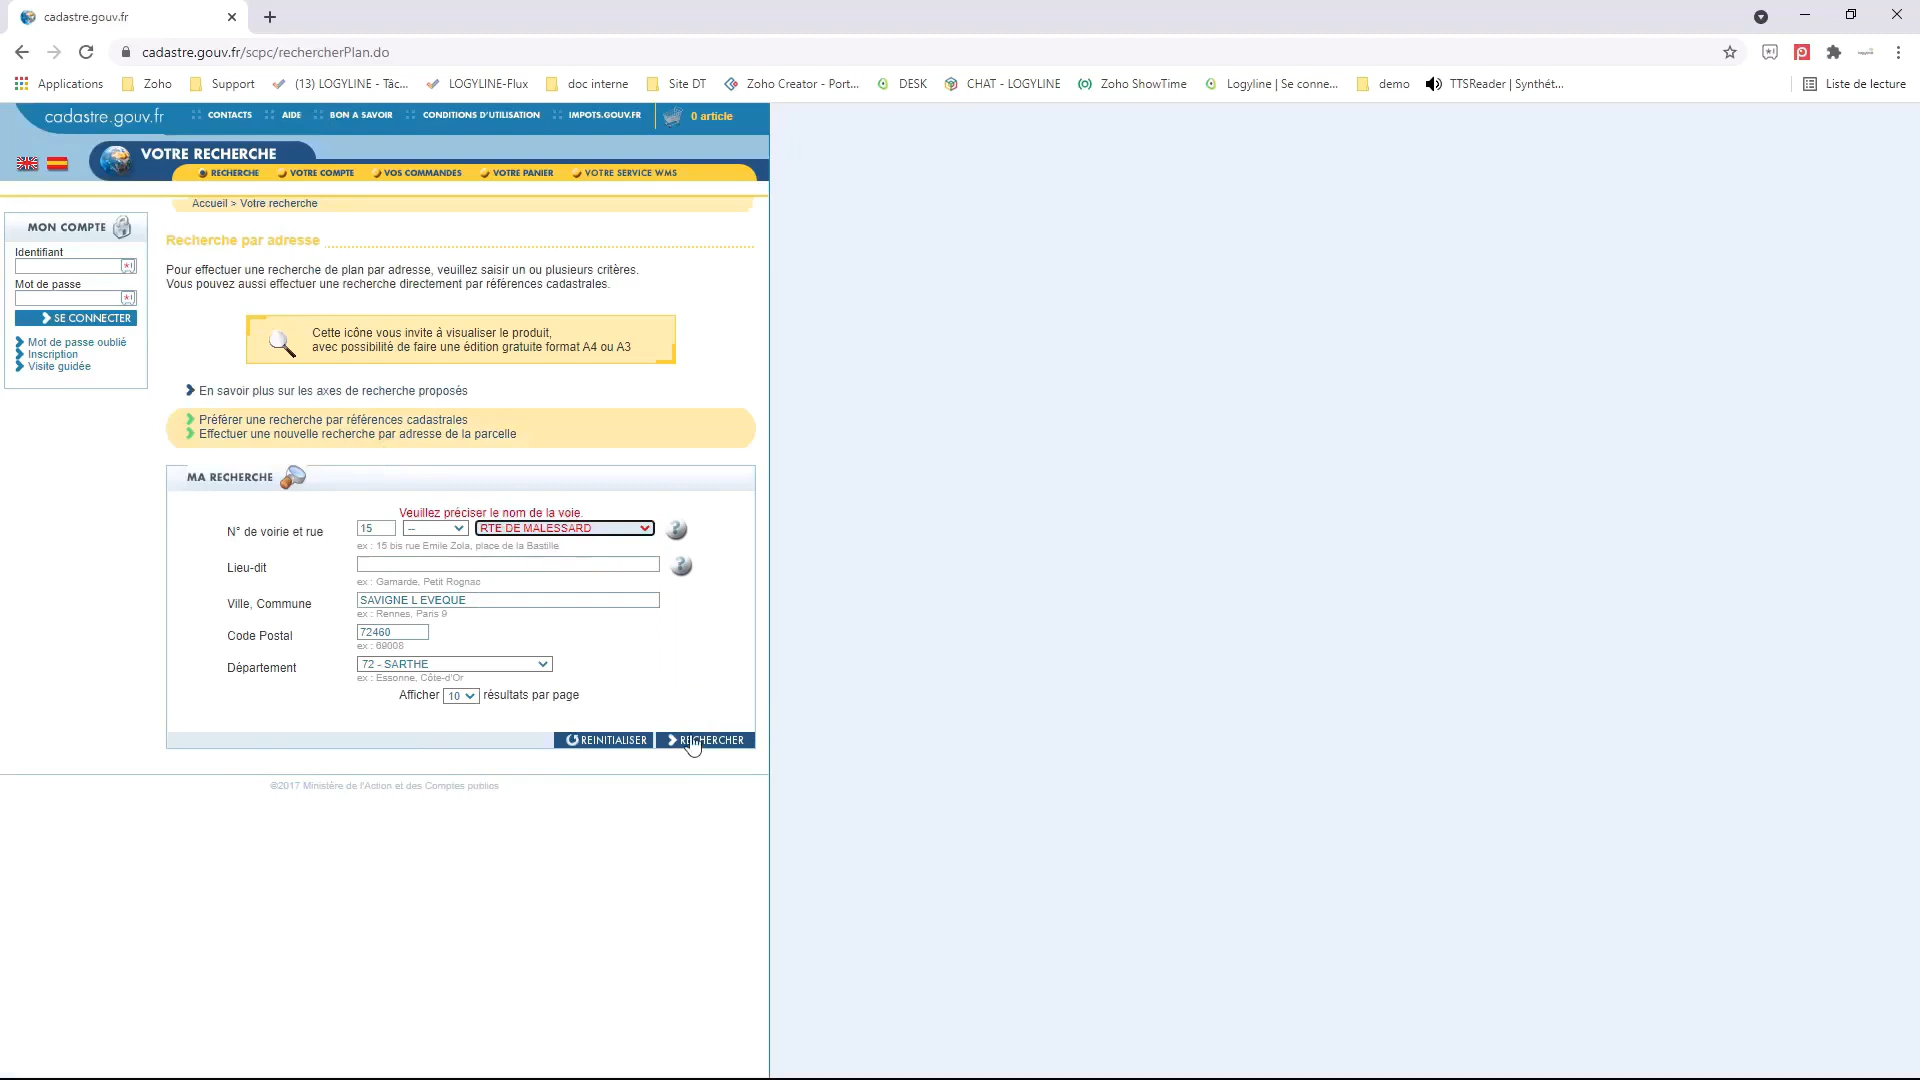 cadastre.gouv.fr
cadastre.gouv.fr/scpc/rechercherPlan.do
Applications
Zoho
Support
(13) LOGYLINE - Tâc...
LOGYLINE-Flux
doc interne
Site DT
Zoho Creator - Port...
DESK
CHAT - LOGYLINE
Zoho ShowTime
Logyline | Se conne...
demo
TTSReader | Synthét...
Liste de lecture
cadastre.gouv.fr
CONTACTS
AIDE
BON A SAVOIR
CONDITIONS D'UTILISATION
IMPOTS.GOUV.FR
0 article
VOTRE RECHERCHE
RECHERCHE
VOTRE COMPTE
VOS COMMANDES
VOTRE PANIER
VOTRE SERVICE WMS
Accueil > Votre recherche
MON COMPTE
Identifiant
Mot de passe
SE CONNECTER
Mot de passe oublié
Inscription
Visite guidée
Recherche par adresse
Pour effectuer une recherche de plan par adresse, veuillez saisir un ou plusieurs critères.
Vous pouvez aussi effectuer une recherche directement par références cadastrales.
Cette icône vous invite à visualiser le produit,
avec possibilité de faire une édition gratuite format A4 ou A3
En savoir plus sur les axes de recherche proposés
Préférer une recherche par références cadastrales
Effectuer une nouvelle recherche par adresse de la parcelle
MA RECHERCHE
Veuillez préciser le nom de la voie.
N° de voirie et rue
15
--
RTE DE MALESSARD
ex : 15 bis rue Emile Zola, place de la Bastille
Lieu-dit
ex : Gamarde, Petit Rognac
Ville, Commune
SAVIGNE L EVEQUE
ex : Rennes, Paris 9
Code Postal
72460
ex : 69008
Département
72 - SARTHE
ex : Essonne, Côte-d'Or
Afficher 10 résultats par page
REINITIALISER
RECHERCHER
©2017 Ministère de l'Action et des Comptes publics